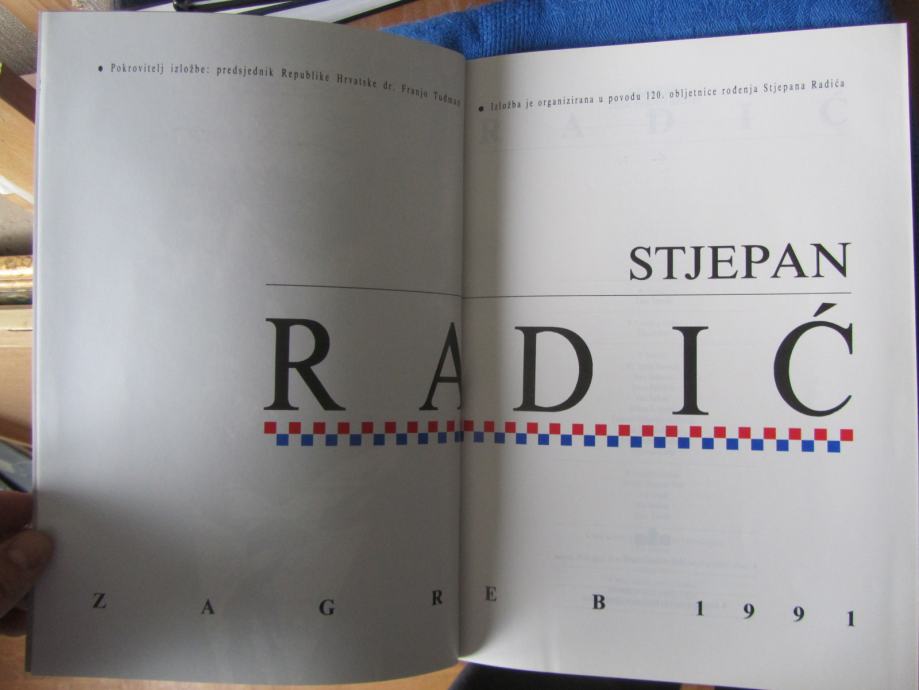 ● Pokrovitelj izložbe: predsjednik Republike Hrvatske dr. Franjo Tuđman
● Izložba je organizirana u povodu 120. obljetnice rođenja Stjepana Radića
STJEPAN
RADIĆ
ZAGREB 1991